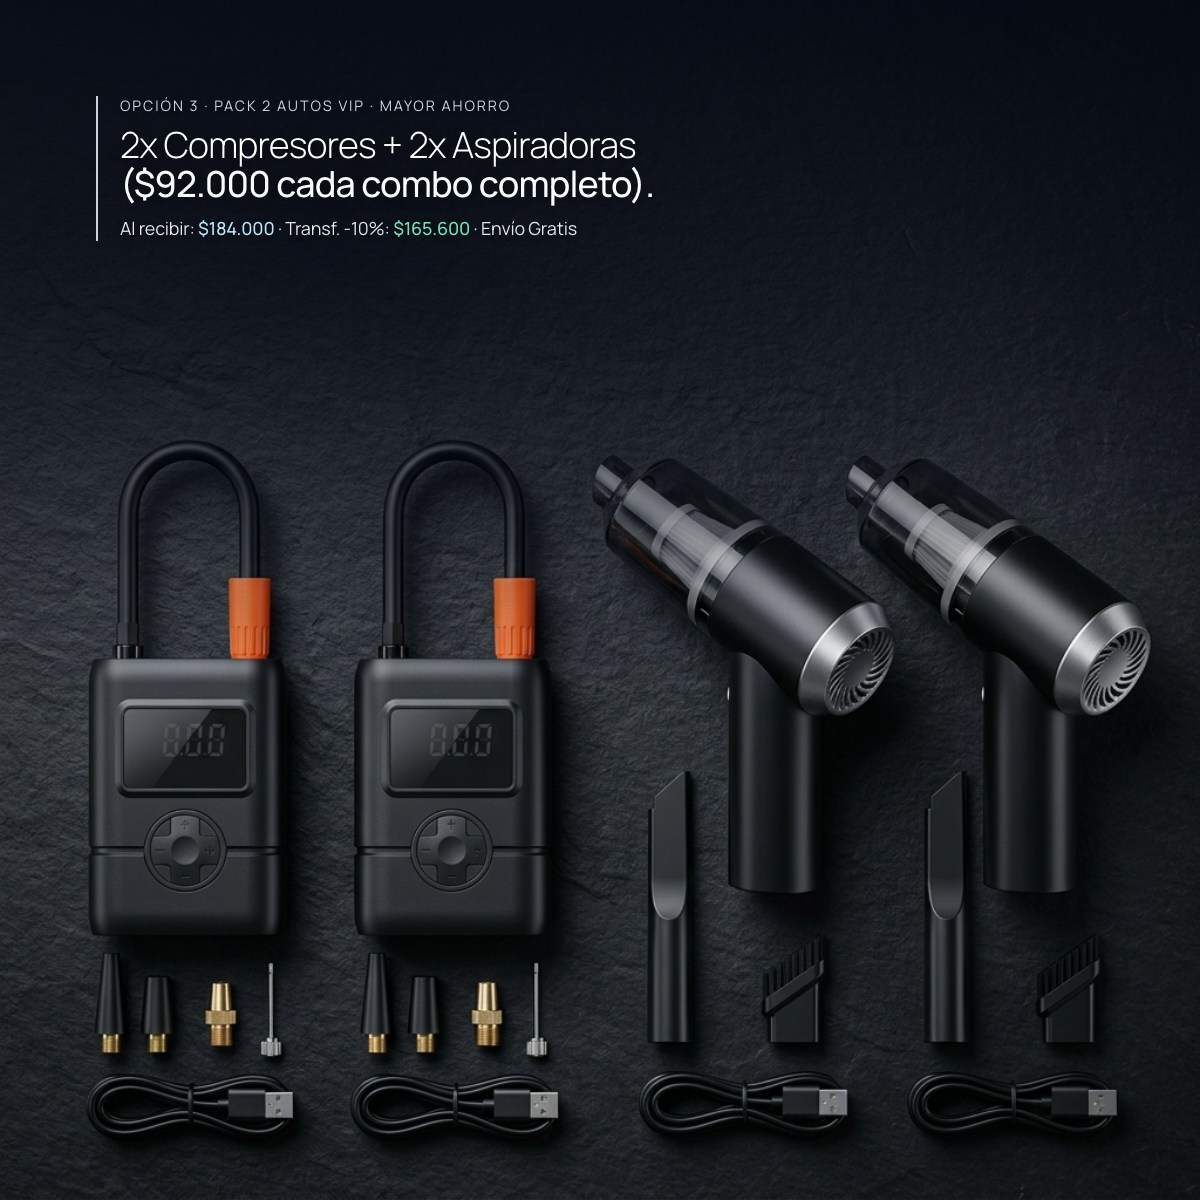 OPCIÓN 3 · PACK 2 AUTOS VIP · MAYOR AHORRO
2x Compresores + 2x Aspiradoras
($92.000 cada combo completo).
Al recibir: $184.000 · Transf. -10%: $165.600 · Envío Gratis
0.0.0
0.0.0